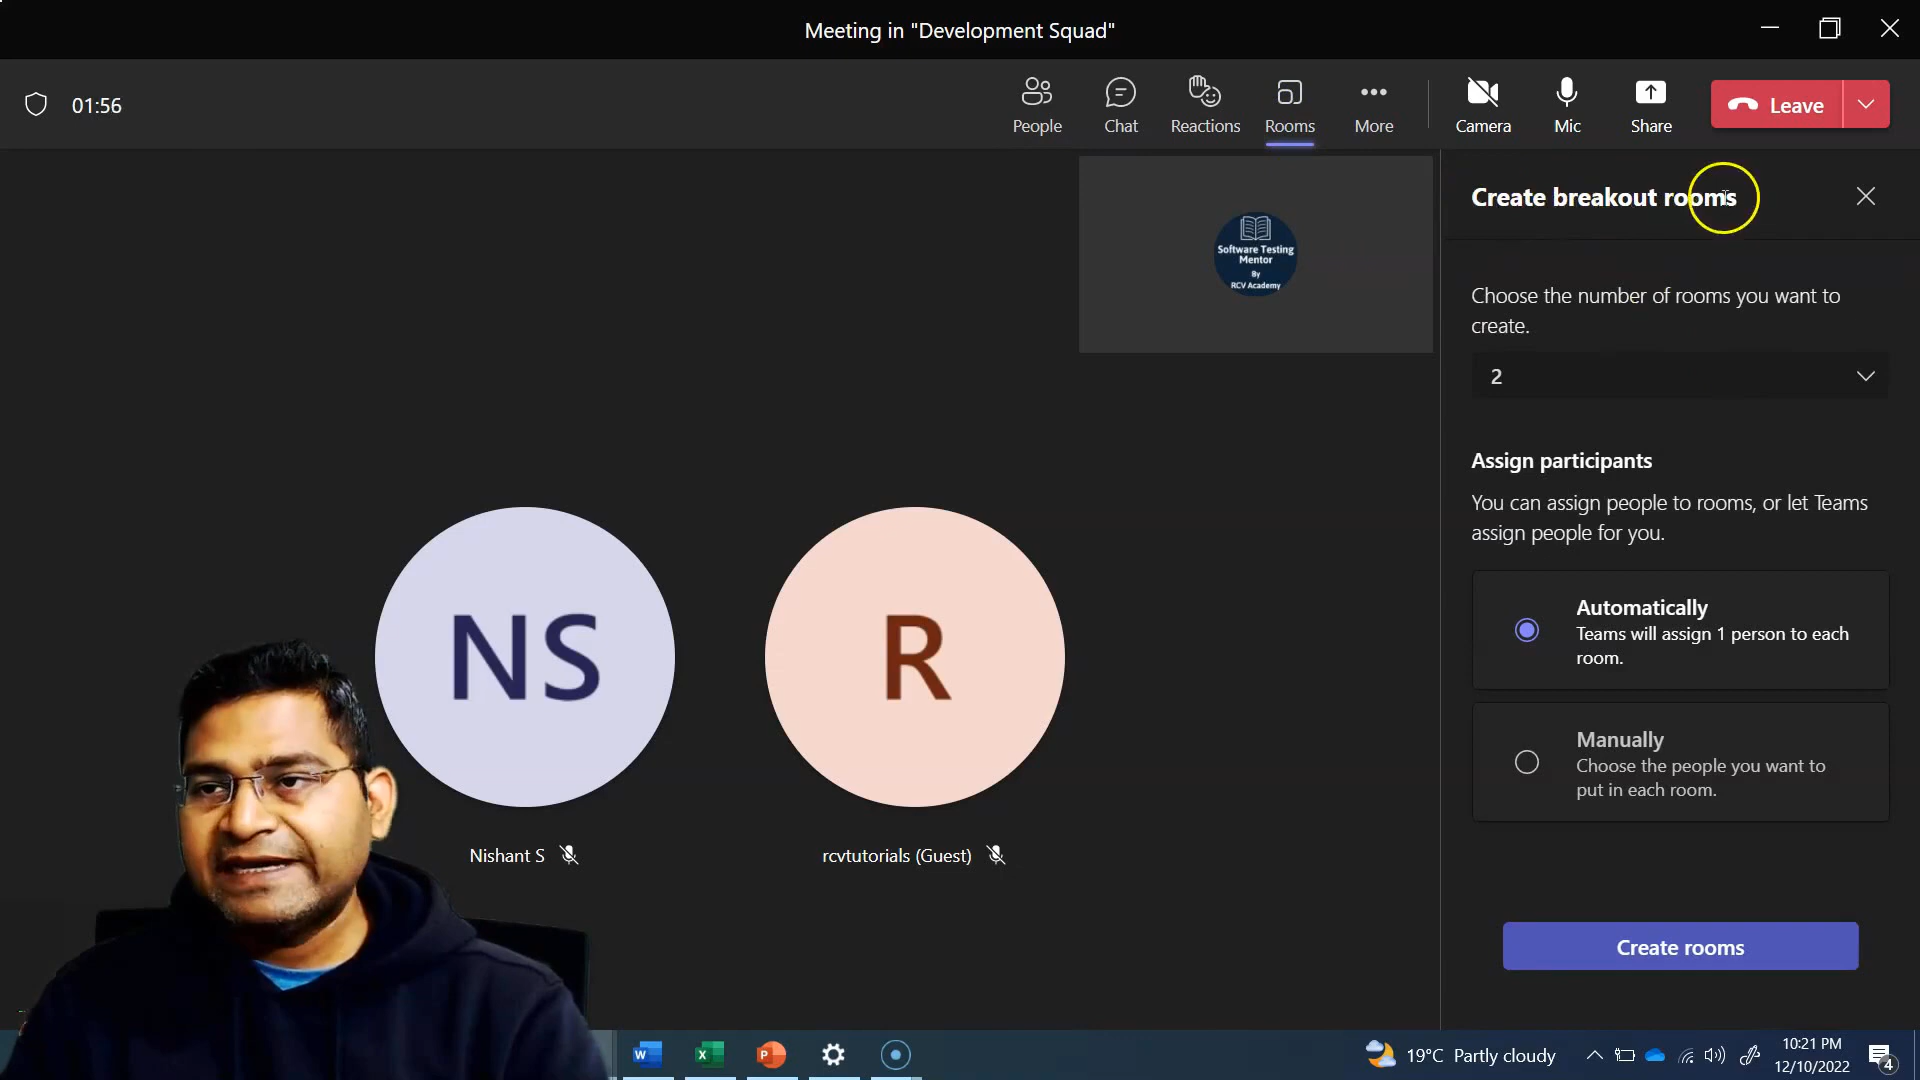 Meeting in "Development Squad"
01:56
People
Chat
Reactions
Rooms
More
Camera
Mic
Share
Leave
Software Testing
Mentor
By
RCV Academy
Create breakout rooms
Choose the number of rooms you want to
create.
2
Assign participants
You can assign people to rooms, or let Teams
assign people for you.
Automatically
Teams will assign 1 person to each
room.
Manually
Choose the people you want to
put in each room.
Create rooms
NS
R
Nishant S
rcvtutorials (Guest)
W
X
P
19°C Partly cloudy
10:21 PM
12/10/2022
4